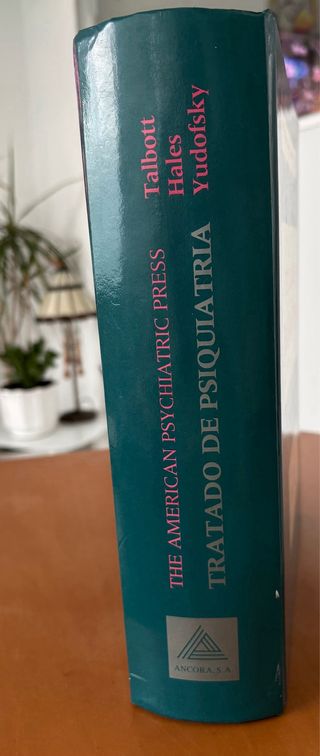 Talbott
Hales
Yudofsky
THE AMERICAN PSYCHIATRIC PRESS
TRATADO DE PSIQUIATRIA
ANCORA, S.A.